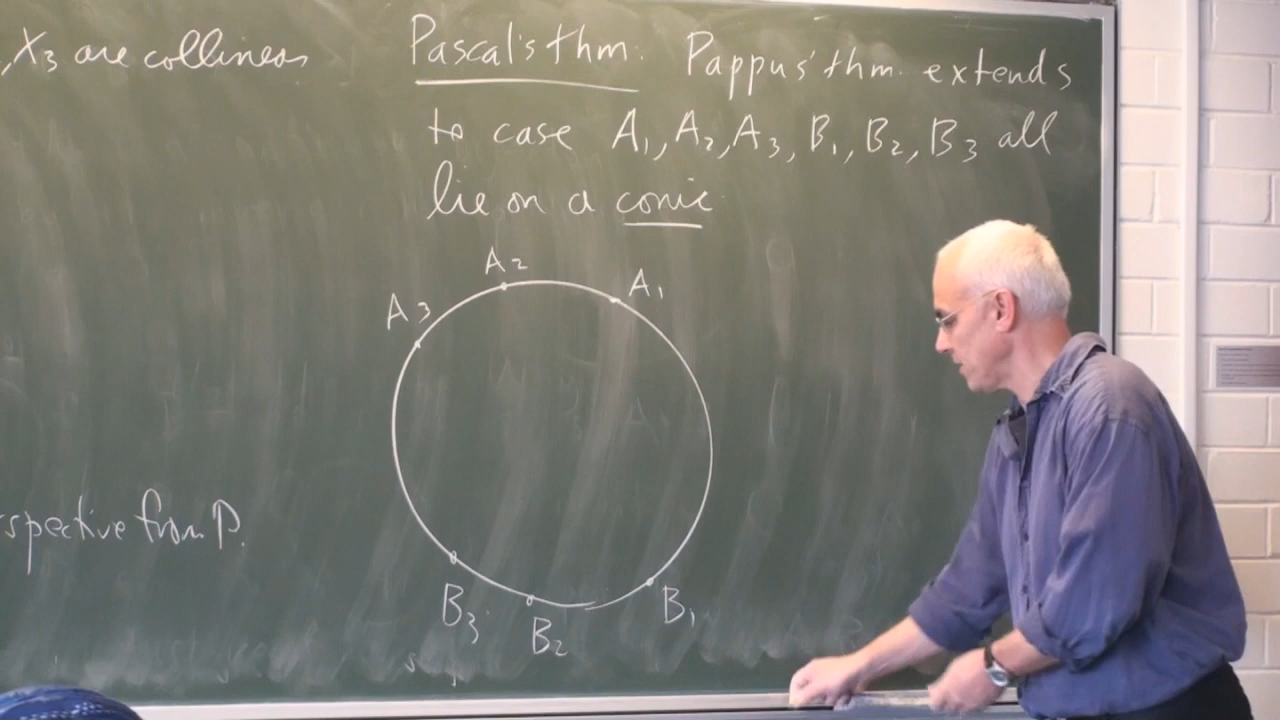 , X₃ are collinear
spective from P.
Pascal's thm: Pappus' thm. extends
to case A₁, A₂, A₃, B₁, B₂, B₃ all
lie on a conic
A₂
A₁
A₃
B₃
B₂
B₁